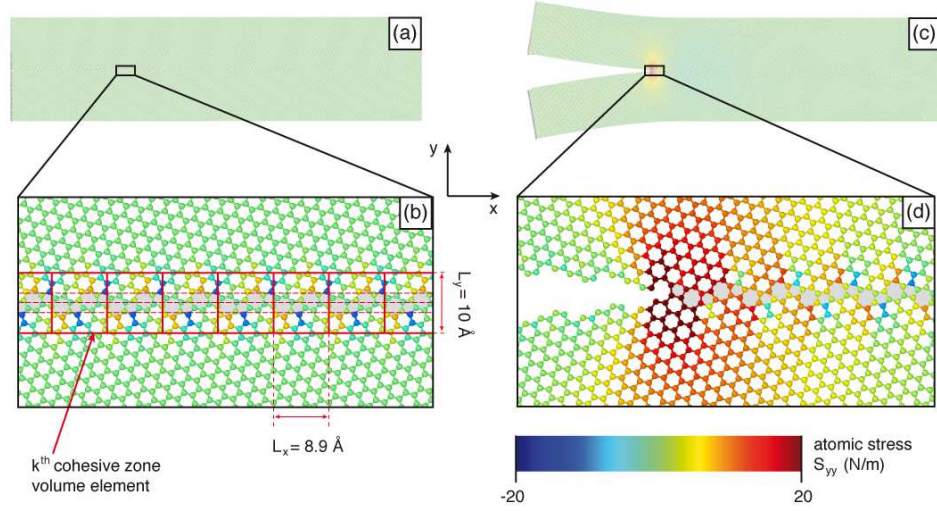 (a)
(c)
y
x
(b)
(d)
L_y = 10 Å
L_x = 8.9 Å
k^th cohesive zone
volume element
atomic stress
S_yy (N/m)
-20
20